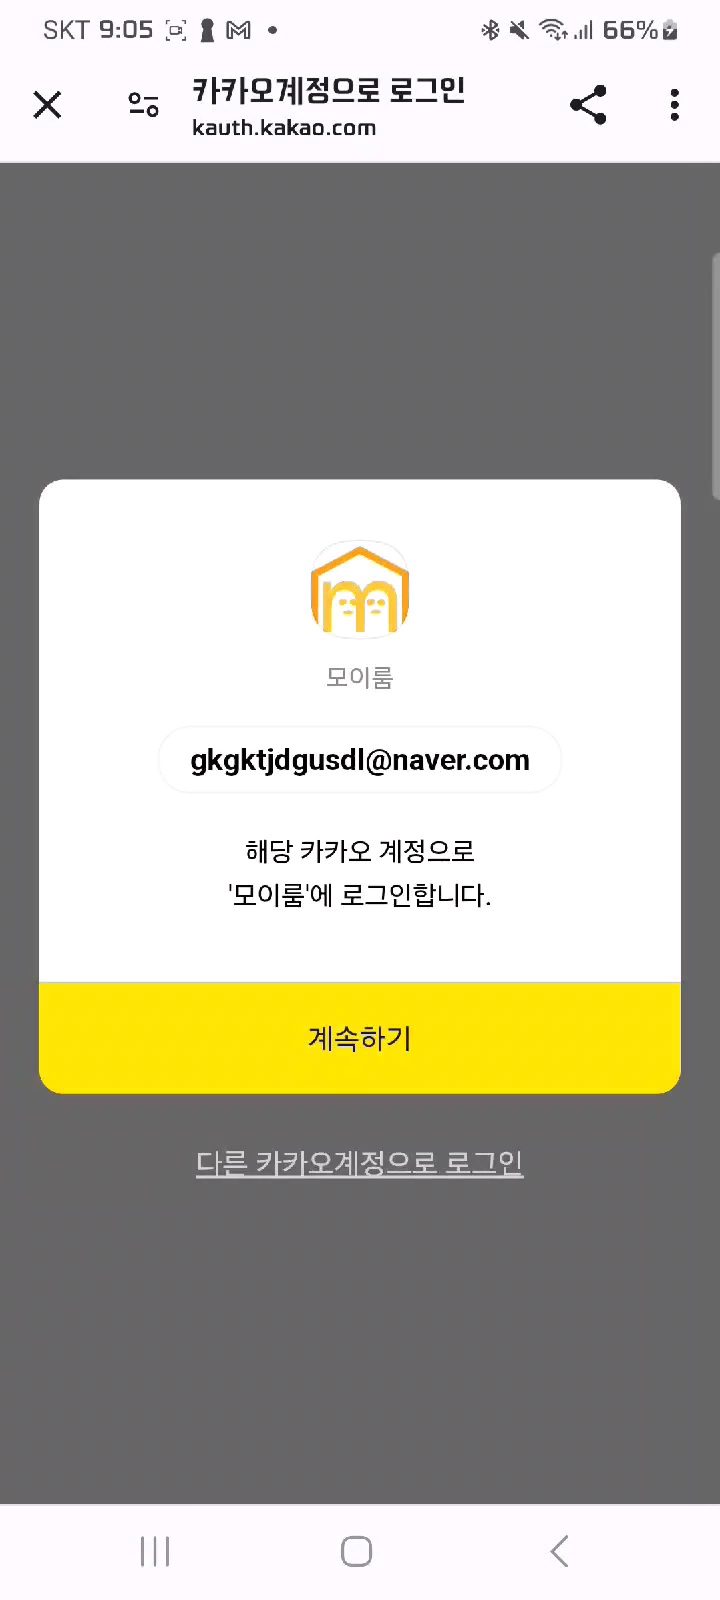 SKT 9:05 66%
카카오계정으로 로그인
kauth.kakao.com
m
모이룸
gkgktjdgusdl@naver.com
해당 카카오 계정으로
'모이룸'에 로그인합니다.
계속하기
다른 카카오계정으로 로그인